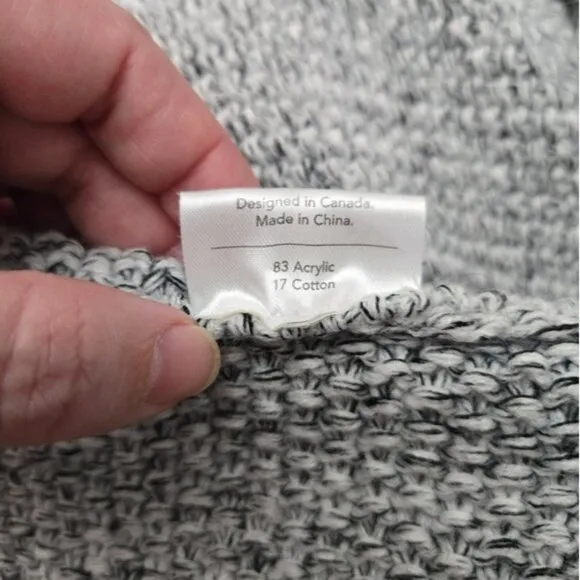 Designed in Canada.
Made in China.
83 Acrylic
17 Cotton